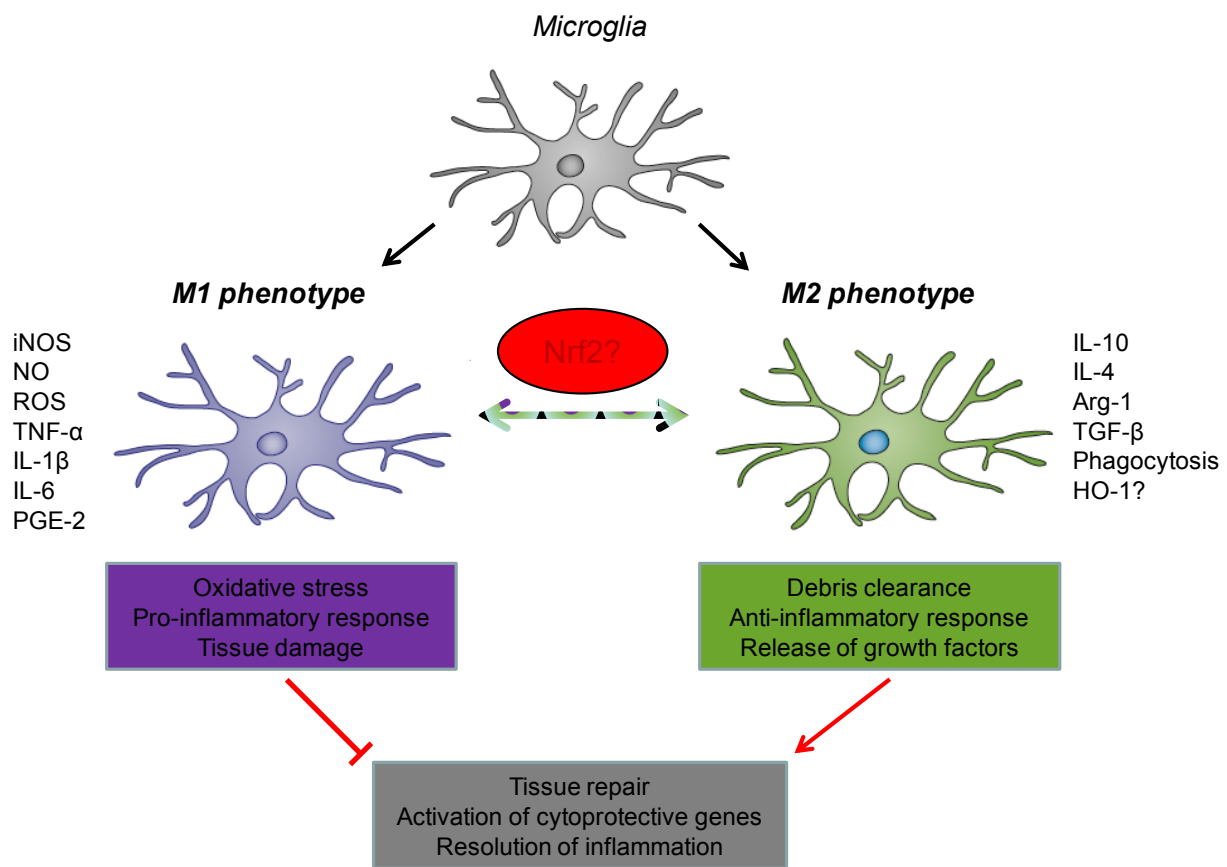 Microglia
M1 phenotype
M2 phenotype
Nrf2?
iNOS
NO
ROS
TNF-α
IL-1β
IL-6
PGE-2
IL-10
IL-4
Arg-1
TGF-β
Phagocytosis
HO-1?
Oxidative stress
Pro-inflammatory response
Tissue damage
Debris clearance
Anti-inflammatory response
Release of growth factors
Tissue repair
Activation of cytoprotective genes
Resolution of inflammation